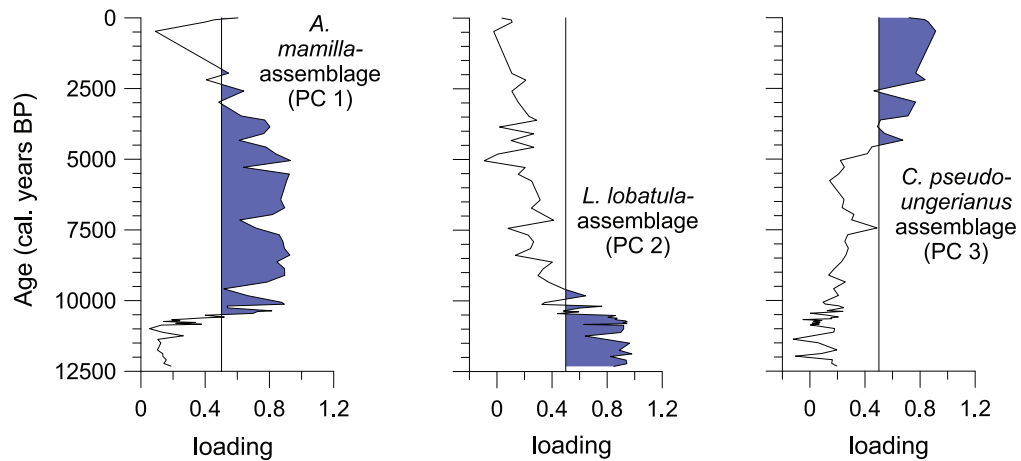 0
2500
5000
7500
10000
12500
Age (cal. years BP)
A.
mamilla-
assemblage
(PC 1)
0 0.4 0.8 1.2
loading
L. lobatula-
assemblage
(PC 2)
0 0.4 0.8 1.2
loading
C. pseudo-
ungerianus
assemblage
(PC 3)
0 0.4 0.8 1.2
loading